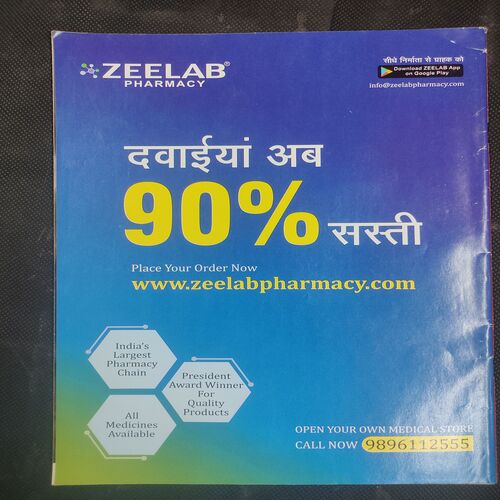 ZEELAB®
PHARMACY
सीधे निर्माता से ग्राहक को
Download ZEELAB App
on Google Play
info@zeelabpharmacy.com
दवाईयां अब
90% सस्ती
Place Your Order Now
www.zeelabpharmacy.com
India's
Largest
Pharmacy
Chain
President
Award Winner
For
Quality
Products
All
Medicines
Available
OPEN YOUR OWN MEDICAL STORE
CALL NOW 9896112555